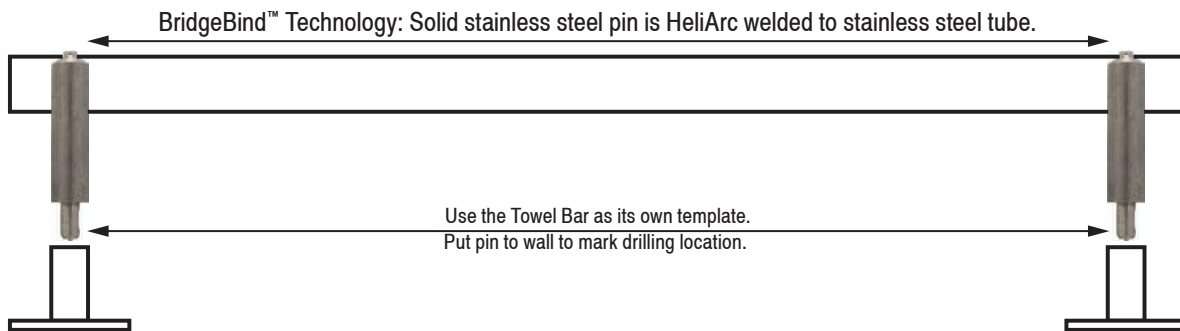 BridgeBind™ Technology: Solid stainless steel pin is HeliArc welded to stainless steel tube.
Use the Towel Bar as its own template.
Put pin to wall to mark drilling location.